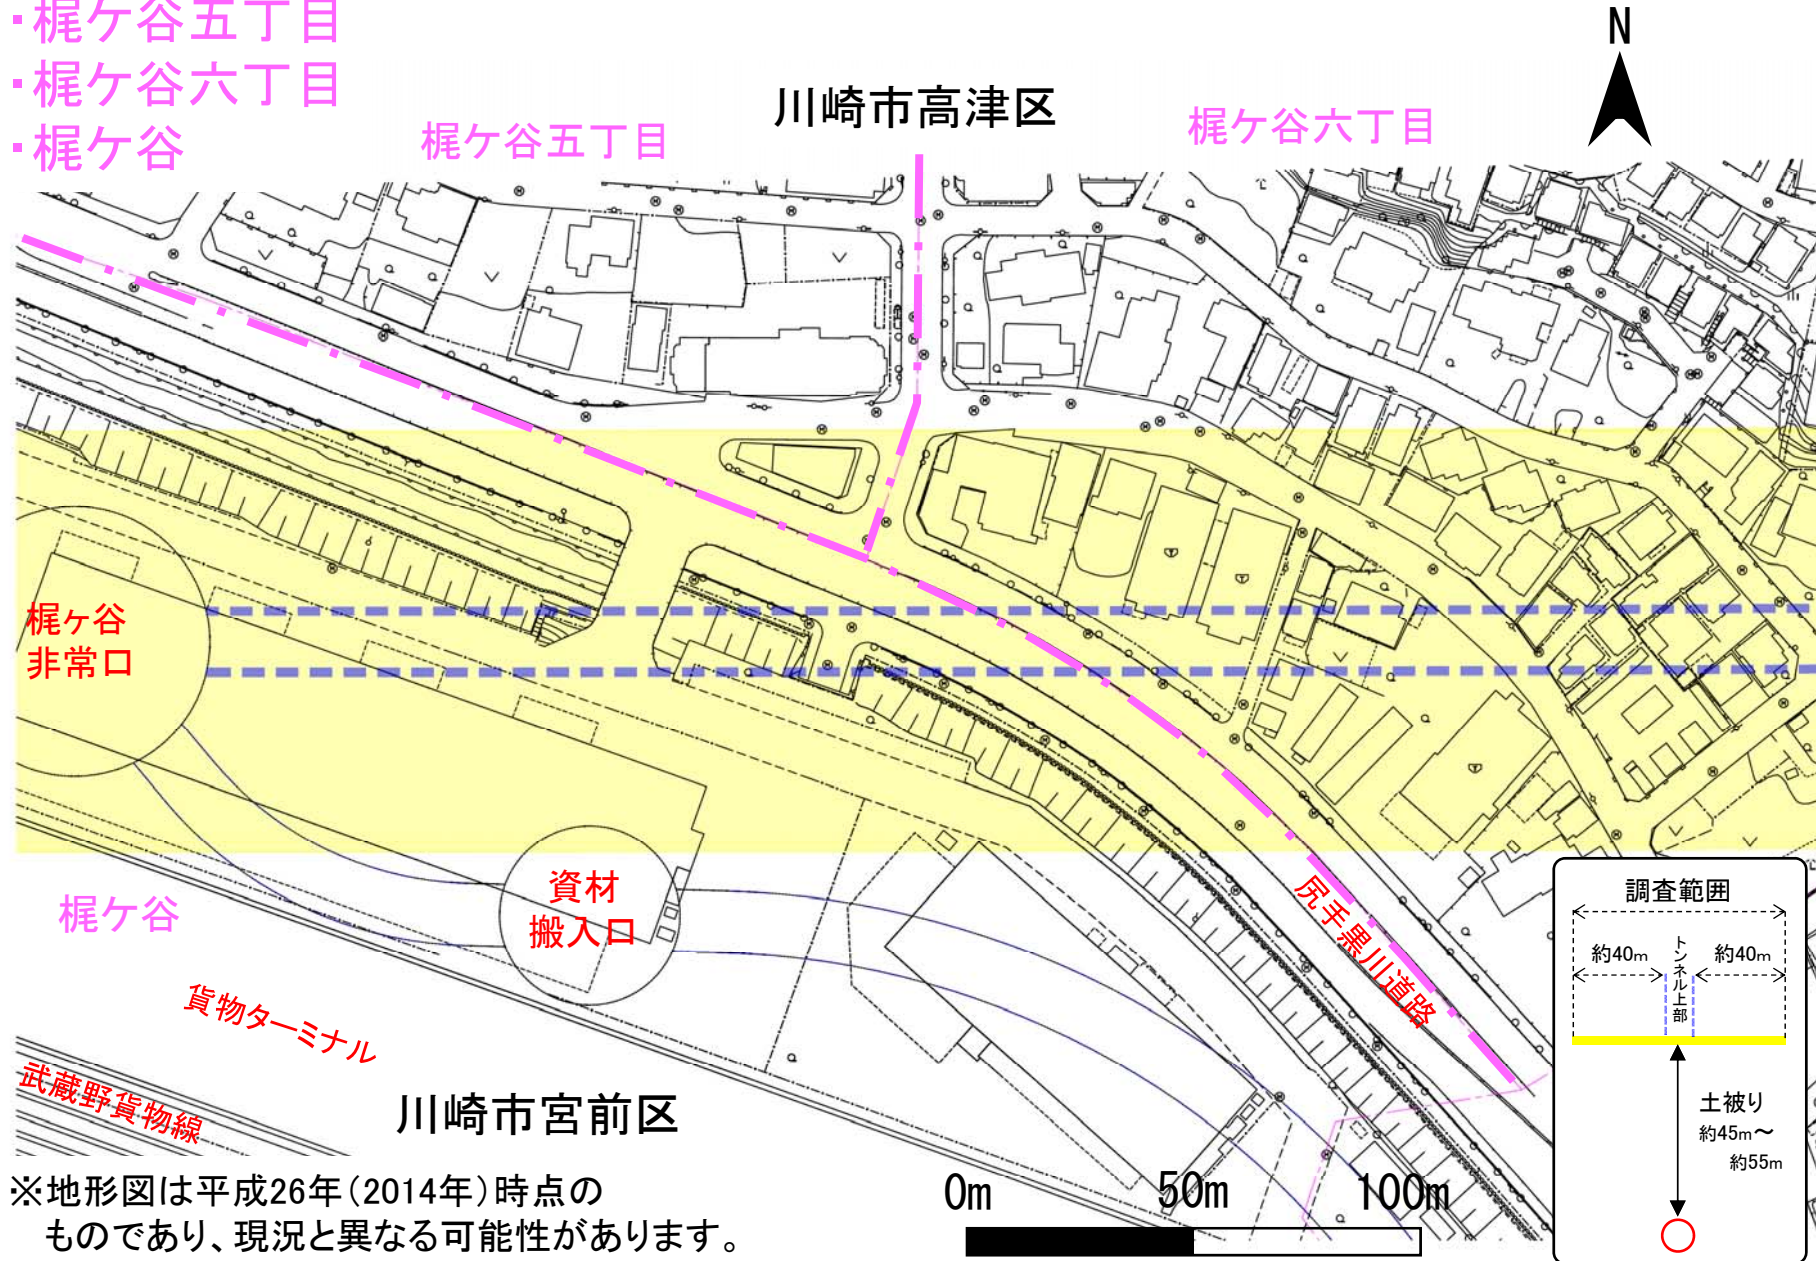 ・梶ケ谷五丁目
・梶ケ谷六丁目
・梶ケ谷
N
川崎市高津区
梶ケ谷五丁目
梶ケ谷六丁目
梶ヶ谷
非常口
資材
搬入口
梶ケ谷
尻手黒川道路
貨物ターミナル
武蔵野貨物線
川崎市宮前区
調査範囲
約40m
トンネル上部
約40m
土被り
約45m～
約55m
0m
50m
100m
※地形図は平成26年(2014年)時点の
ものであり、現況と異なる可能性があります。